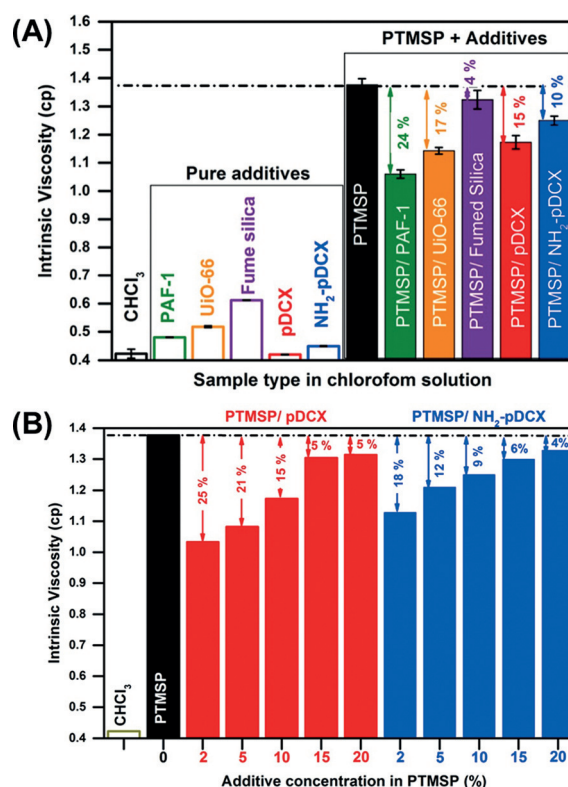 (A)
PTMSP + Additives
Pure additives
Intrinsic Viscosity (cp)
1.6
1.5
1.4
1.3
1.2
1.1
1.0
0.7
0.6
0.5
0.4
CHCl₃
PAF-1
UiO-66
Fume silica
pDCX
NH₂-pDCX
PTMSP
24 %
PTMSP/ PAF-1
17 %
PTMSP/ UiO-66
4 %
PTMSP/ Fumed Silica
15 %
PTMSP/ pDCX
10 %
PTMSP/ NH₂-pDCX
Sample type in chlorofom solution
(B)
PTMSP/ pDCX
PTMSP/ NH₂-pDCX
Intrinsic Viscosity (cp)
1.4
1.3
1.2
1.1
1.0
0.9
0.8
0.7
0.6
0.5
0.4
CHCl₃
PTMSP
25 %
21 %
15 %
5 %
5 %
18 %
12 %
9 %
6%
4%
0 2 5 10 15 20 2 5 10 15 20
Additive concentration in PTMSP (%)